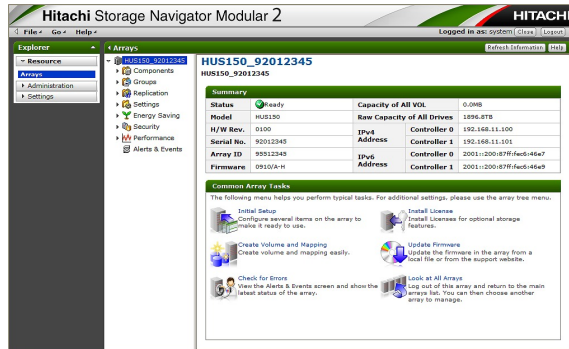 Hitachi Storage Navigator Modular 2
HITACHI
File Go Help
Logged in as: system Close Logout
Explorer
Arrays
Refresh Information Help
Resource
Arrays
Administration
Settings
HUS150_92012345
Components
Groups
Replication
Settings
Energy Saving
Security
Performance
Alerts & Events
HUS150_92012345
HUS150_92012345
Summary
Status Ready Capacity of All VOL 0.0MB
Model HUS150 Raw Capacity of All Drives 1896.8TB
H/W Rev. 0100 IPv4 Address Controller 0 192.168.11.100
Serial No. 92012345 Controller 1 192.168.11.101
Array ID 95512345 IPv6 Address Controller 0 2001::200:87ff:fec6:46e7
Firmware 0910/A-H Controller 1 2001::200:87ff:fec6:46e9
Common Array Tasks
The following menu helps you perform typical tasks. For additional settings, please use the array tree menu.
Initial Setup
Configure several items on the array to
make it ready to use.
Install License
Install Licenses for optional storage
features.
Create Volume and Mapping
Create volume and mapping easily.
Update Firmware
Update the firmware in the array from a
local file or from the support website.
Check for Errors
View the Alerts & Events screen and show the
latest status of the array.
Look at All Arrays
Log out of this array and return to the main
arrays list. You can then choose another
array to manage.